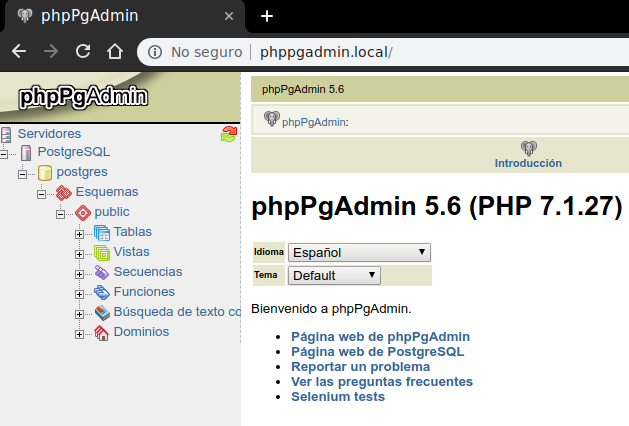 phpPgAdmin
No seguro | phppgadmin.local/
phpPgAdmin
Servidores
PostgreSQL
postgres
Esquemas
public
Tablas
Vistas
Secuencias
Funciones
Búsqueda de texto co
Dominios
phpPgAdmin 5.6
phpPgAdmin:
Introducción
phpPgAdmin 5.6 (PHP 7.1.27)
Idioma Español
Tema Default
Bienvenido a phpPgAdmin.
Página web de phpPgAdmin
Página web de PostgreSQL
Reportar un problema
Ver las preguntas frecuentes
Selenium tests